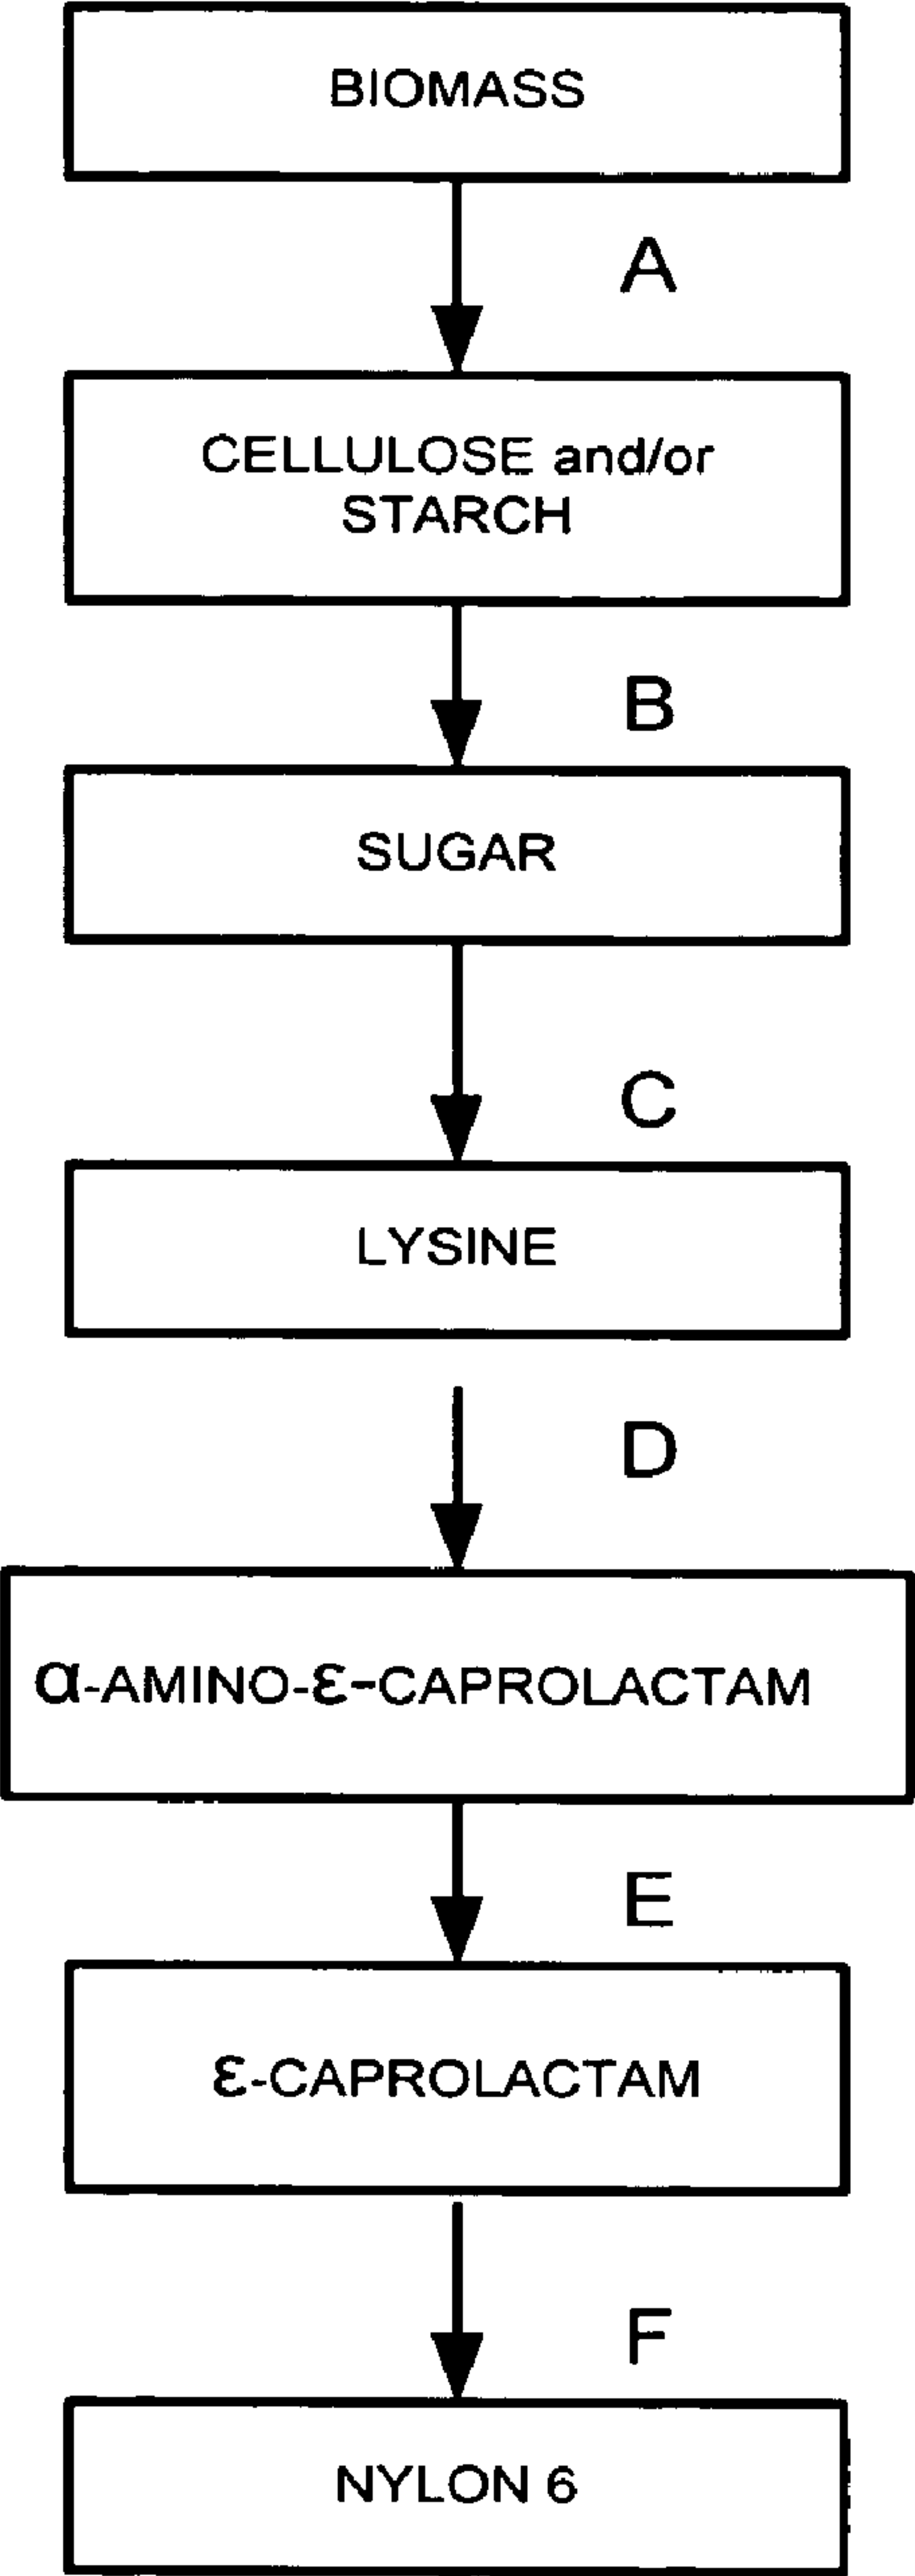 BIOMASS
A
CELLULOSE and/or
STARCH
B
SUGAR
C
LYSINE
D
α-AMINO-ε-CAPROLACTAM
E
ε-CAPROLACTAM
F
NYLON 6